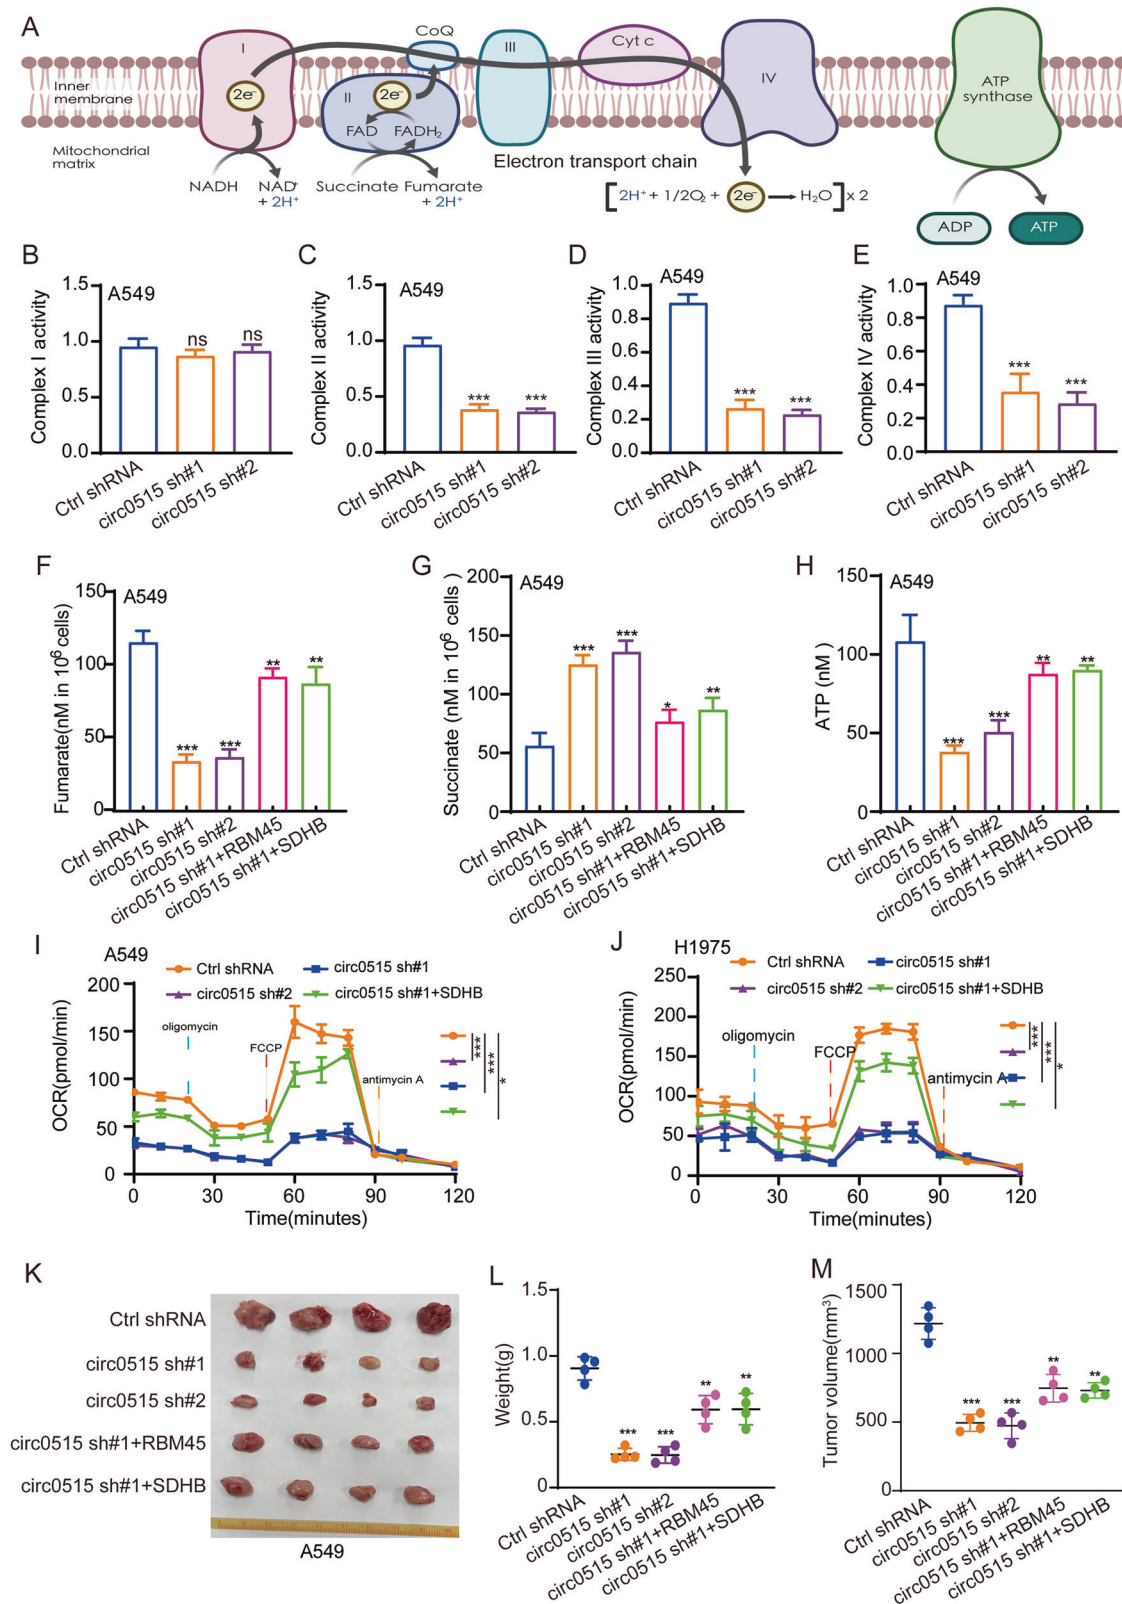 A
I
CoQ
III
Cyt c
IV
ATP
synthase
Inner
membrane
2e-
II
2e-
FAD
FADH2
Mitochondrial
matrix
Electron transport chain
NADH
NAD+
+ 2H+
Succinate
Fumarate
+ 2H+
[2H+ + 1/2O2 + 2e- → H2O] x 2
ADP
ATP
B
A549
Complex I activity
1.5
1.0
0.5
0.0
ns
ns
Ctrl shRNA
circ0515 sh#1
circ0515 sh#2
C
A549
Complex II activity
1.5
1.0
0.5
0.0
***
***
Ctrl shRNA
circ0515 sh#1
circ0515 sh#2
D
A549
Complex III activity
1.0
0.8
0.6
0.4
0.2
0.0
***
***
Ctrl shRNA
circ0515 sh#1
circ0515 sh#2
E
A549
Complex IV activity
1.0
0.8
0.6
0.4
0.2
0.0
***
***
Ctrl shRNA
circ0515 sh#1
circ0515 sh#2
F
A549
Fumarate(nM in 10⁶ cells)
150
100
50
0
***
***
**
**
Ctrl shRNA
circ0515 sh#1
circ0515 sh#2
circ0515 sh#1+RBM45
circ0515 sh#1+SDHB
G
A549
Succinate (nM in 10⁶ cells )
200
150
100
50
0
***
***
*
**
Ctrl shRNA
circ0515 sh#1
circ0515 sh#2
circ0515 sh#1+RBM45
circ0515 sh#1+SDHB
H
A549
ATP (nM )
150
100
50
0
***
***
**
**
Ctrl shRNA
circ0515 sh#1
circ0515 sh#2
circ0515 sh#1+RBM45
circ0515 sh#1+SDHB
I
A549
Ctrl shRNA
circ0515 sh#1
circ0515 sh#2
circ0515 sh#1+SDHB
OCR(pmol/min)
200
150
100
50
0
oligomycin
FCCP
antimycin A
***
***
*
0
30
60
90
120
Time(minutes)
J
H1975
Ctrl shRNA
circ0515 sh#1
circ0515 sh#2
circ0515 sh#1+SDHB
OCR(pmol/min)
250
200
150
100
50
0
oligomycin
FCCP
antimycin A
***
***
*
0
30
60
90
120
Time(minutes)
K
Ctrl shRNA
circ0515 sh#1
circ0515 sh#2
circ0515 sh#1+RBM45
circ0515 sh#1+SDHB
A549
L
Weight(g)
1.5
1.0
0.5
0
***
***
**
**
Ctrl shRNA
circ0515 sh#1
circ0515 sh#2
circ0515 sh#1+RBM45
circ0515 sh#1+SDHB
M
Tumor volume(mm³)
1500
1000
500
0
***
***
**
**
Ctrl shRNA
circ0515 sh#1
circ0515 sh#2
circ0515 sh#1+RBM45
circ0515 sh#1+SDHB